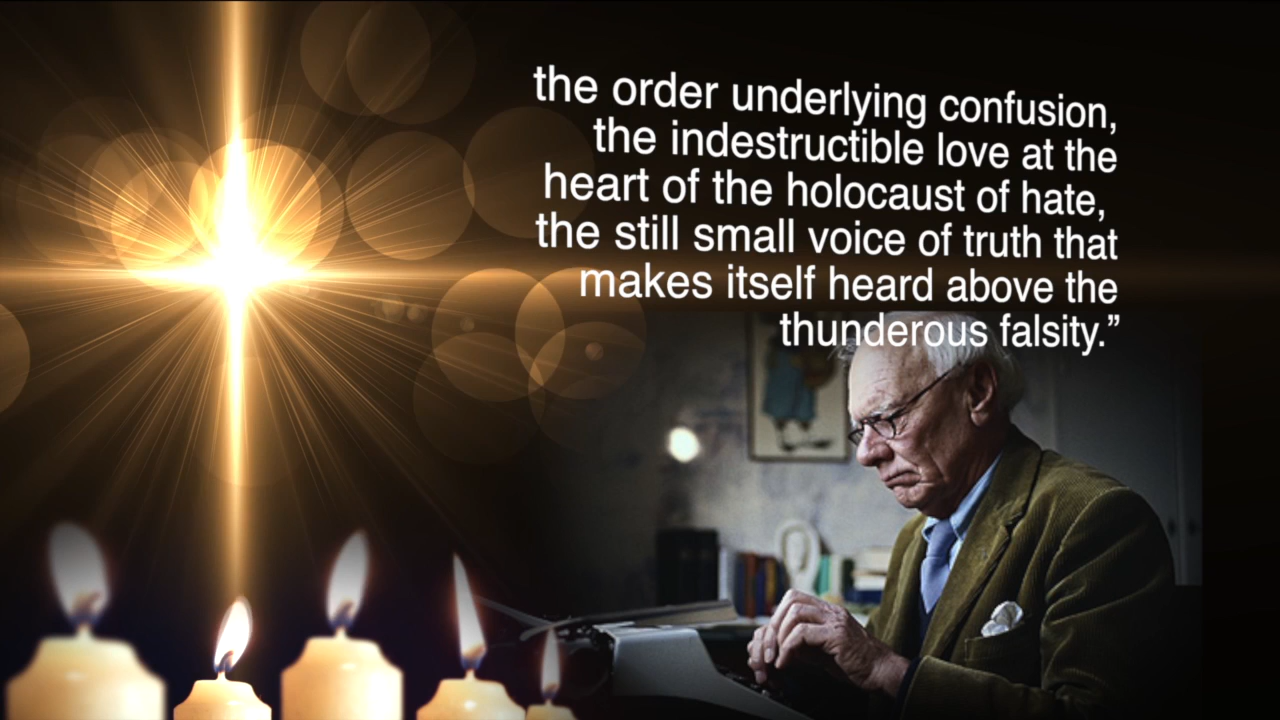 the order underlying confusion,
the indestructible love at the
heart of the holocaust of hate,
the still small voice of truth that
makes itself heard above the
thunderous falsity.”